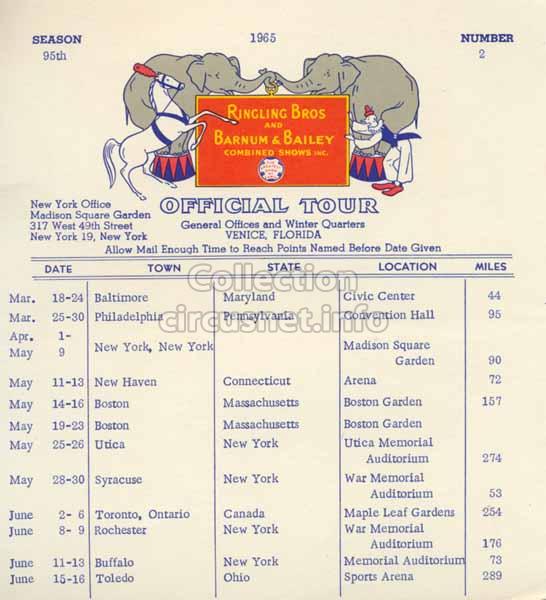 SEASON 1965 NUMBER
95th 2
RINGLING BROS
AND
BARNUM & BAILEY
COMBINED SHOWS INC.
New York Office
Madison Square Garden
317 West 49th Street
New York 19, New York
OFFICIAL TOUR
General Offices and Winter Quarters
VENICE, FLORIDA
Allow Mail Enough Time to Reach Points Named Before Date Given
DATE TOWN STATE LOCATION MILES
Mar. 18-24 Baltimore Maryland Civic Center 44
Mar. 25-30 Philadelphia Pennsylvania Convention Hall 95
Apr. 1-
May 9 New York, New York Madison Square
Garden 90
May 11-13 New Haven Connecticut Arena 72
May 14-16 Boston Massachusetts Boston Garden 157
May 19-23 Boston Massachusetts Boston Garden
May 25-26 Utica New York Utica Memorial
Auditorium 274
May 28-30 Syracuse New York War Memorial
Auditorium 53
June 2- 6 Toronto, Ontario Canada Maple Leaf Gardens 254
June 8- 9 Rochester New York War Memorial
Auditorium 176
June 11-13 Buffalo New York Memorial Auditorium 73
June 15-16 Toledo Ohio Sports Arena 289
Collection
circusnet.info